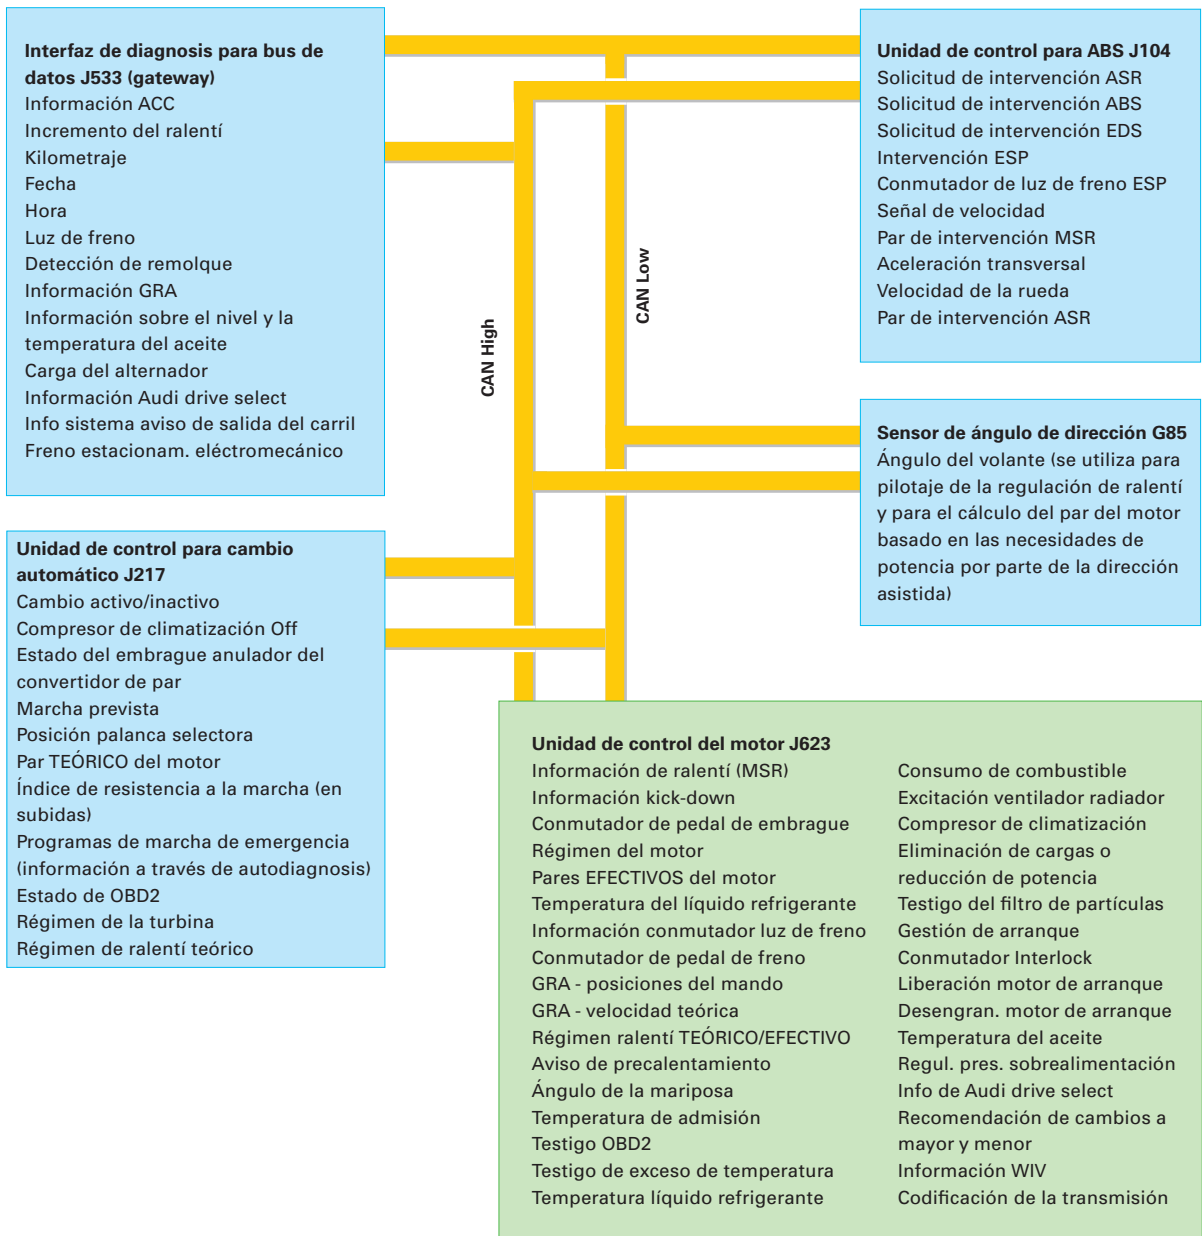 Interfaz de diagnosis para bus de
datos J533 (gateway)
Información ACC
Incremento del ralentí
Kilometraje
Fecha
Hora
Luz de freno
Detección de remolque
Información GRA
Información sobre el nivel y la
temperatura del aceite
Carga del alternador
Información Audi drive select
Info sistema aviso de salida del carril
Freno estacionam. eléctromecánico
Unidad de control para cambio
automático J217
Cambio activo/inactivo
Compresor de climatización Off
Estado del embrague anulador del
convertidor de par
Marcha prevista
Posición palanca selectora
Par TEÓRICO del motor
Índice de resistencia a la marcha (en
subidas)
Programas de marcha de emergencia
(información a través de autodiagnosis)
Estado de OBD2
Régimen de la turbina
Régimen de ralentí teórico
CAN High
CAN Low
Unidad de control para ABS J104
Solicitud de intervención ASR
Solicitud de intervención ABS
Solicitud de intervención EDS
Intervención ESP
Conmutador de luz de freno ESP
Señal de velocidad
Par de intervención MSR
Aceleración transversal
Velocidad de la rueda
Par de intervención ASR
Sensor de ángulo de dirección G85
Ángulo del volante (se utiliza para
pilotaje de la regulación de ralentí
y para el cálculo del par del motor
basado en las necesidades de
potencia por parte de la dirección
asistida)
Unidad de control del motor J623
Información de ralentí (MSR)
Información kick-down
Conmutador de pedal de embrague
Régimen del motor
Pares EFECTIVOS del motor
Temperatura del líquido refrigerante
Información conmutador luz de freno
Conmutador de pedal de freno
GRA - posiciones del mando
GRA - velocidad teórica
Régimen ralentí TEÓRICO/EFECTIVO
Aviso de precalentamiento
Ángulo de la mariposa
Temperatura de admisión
Testigo OBD2
Testigo de exceso de temperatura
Temperatura líquido refrigerante
Consumo de combustible
Excitación ventilador radiador
Compresor de climatización
Eliminación de cargas o
reducción de potencia
Testigo del filtro de partículas
Gestión de arranque
Conmutador Interlock
Liberación motor de arranque
Desengran. motor de arranque
Temperatura del aceite
Regul. pres. sobrealimentación
Info de Audi drive select
Recomendación de cambios a
mayor y menor
Información WIV
Codificación de la transmisión